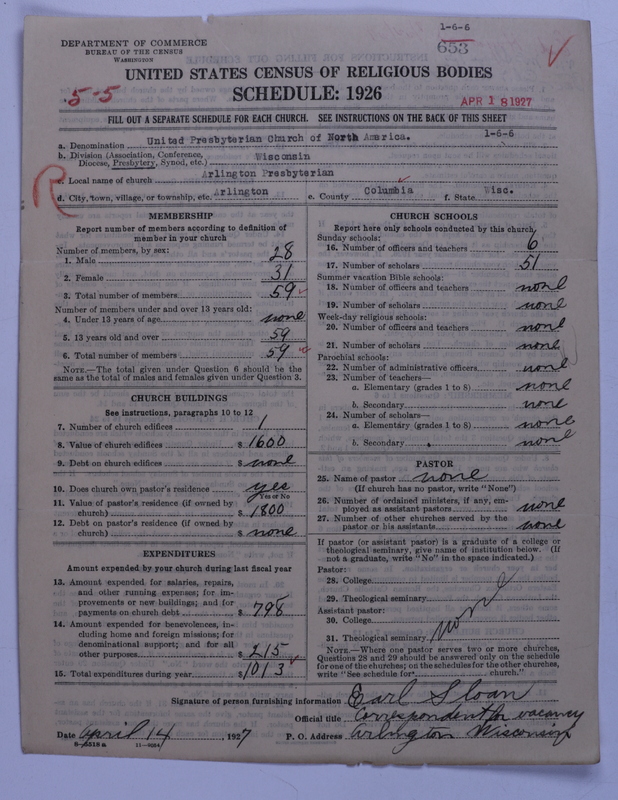 1-6-6
653
DEPARTMENT OF COMMERCE
BUREAU OF THE CENSUS
WASHINGTON
UNITED STATES CENSUS OF RELIGIOUS BODIES
5-5
SCHEDULE: 1926
APR 18 1927
FILL OUT A SEPARATE SCHEDULE FOR EACH CHURCH. SEE INSTRUCTIONS ON THE BACK OF THIS SHEET
1-6-6
a. Denomination United Presbyterian Church of North America.
b. Division (Association, Conference, Diocese, Presbytery, Synod, etc.) Wisconsin
R
c. Local name of church Arlington Presbyterian
d. City, town, village, or township, etc. Arlington e. County Columbia f. State Wisc.
MEMBERSHIP
Report number of members according to definition of
member in your church
Number of members, by sex:
1. Male 28
2. Female 31
3. Total number of members 59
Number of members under and over 13 years old:
4. Under 13 years of age none
5. 13 years old and over 59
6. Total number of members 59
NOTE.—The total given under Question 6 should be
same as the total of males and females given under Question 3.
CHURCH BUILDINGS
See instructions, paragraphs 10 to 12
7. Number of church edifices 1
8. Value of church edifices $ 1600
9. Debt on church edifices $ none
10. Does church own pastor's residence yes
Yes or No
11. Value of pastor's residence (if owned by
church) $ 1800
12. Debt on pastor's residence (if owned by
church) $ none
EXPENDITURES
Amount expended by church during last fiscal year
13. Amount expended for salaries, repairs,
and other running expenses; for im-
provements or new buildings; and for
payments on church debt $ 798
14. Amount expended for benevolences, in-
cluding home and foreign missions; for
denominational support; and for all
other purposes $ 215
15. Total expenditures during year $ 1013
CHURCH SCHOOLS
Report here only schools conducted by this church
Sunday schools:
16. Number of officers and teachers 6
17. Number of scholars 51
Summer vacation Bible schools:
18. Number of officers and teachers none
19. Number of scholars none
Week-day religious schools:
20. Number of officers and teachers none
21. Number of scholars none
Parochial schools:
22. Number of administrative officers none
23. Number of teachers—
a. Elementary (grades 1 to 8) none
b. Secondary none
24. Number of scholars—
a. Elementary (grades 1 to 8) none
b. Secondary none
PASTOR
25. Name of pastor none
(If church has no pastor, write "None")
26. Number of ordained ministers, if any, em-
ployed as assistant pastors none
27. Number of other churches served by the
pastor or his assistants none
If pastor (or assistant pastor) is a graduate of a college or
theological seminary, give name of institution below. (If
not a graduate, write "No" in the space indicated.)
Pastor:
28. College
29. Theological seminary
Assistant pastor:
30. College
31. Theological seminary none
NOTE.—Where one pastor serves two or more churches,
Questions 28 and 29 should be answered only on the schedule
for one of the churches; on the schedules for the other churches,
write "See schedule for church."
Signature of person furnishing information Earl Sloan
Official title Correspondent for vacancy
Date April 14, 1927 P. O. Address Arlington Wisconsin